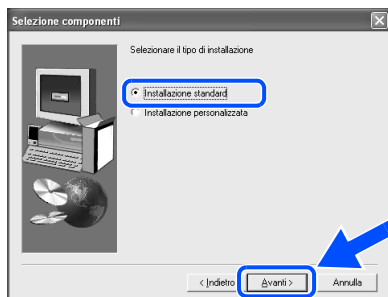 Selezione componenti
Selezionare il tipo di installazione
Installazione standard
Installazione personalizzata
< Indietro Avanti > Annulla